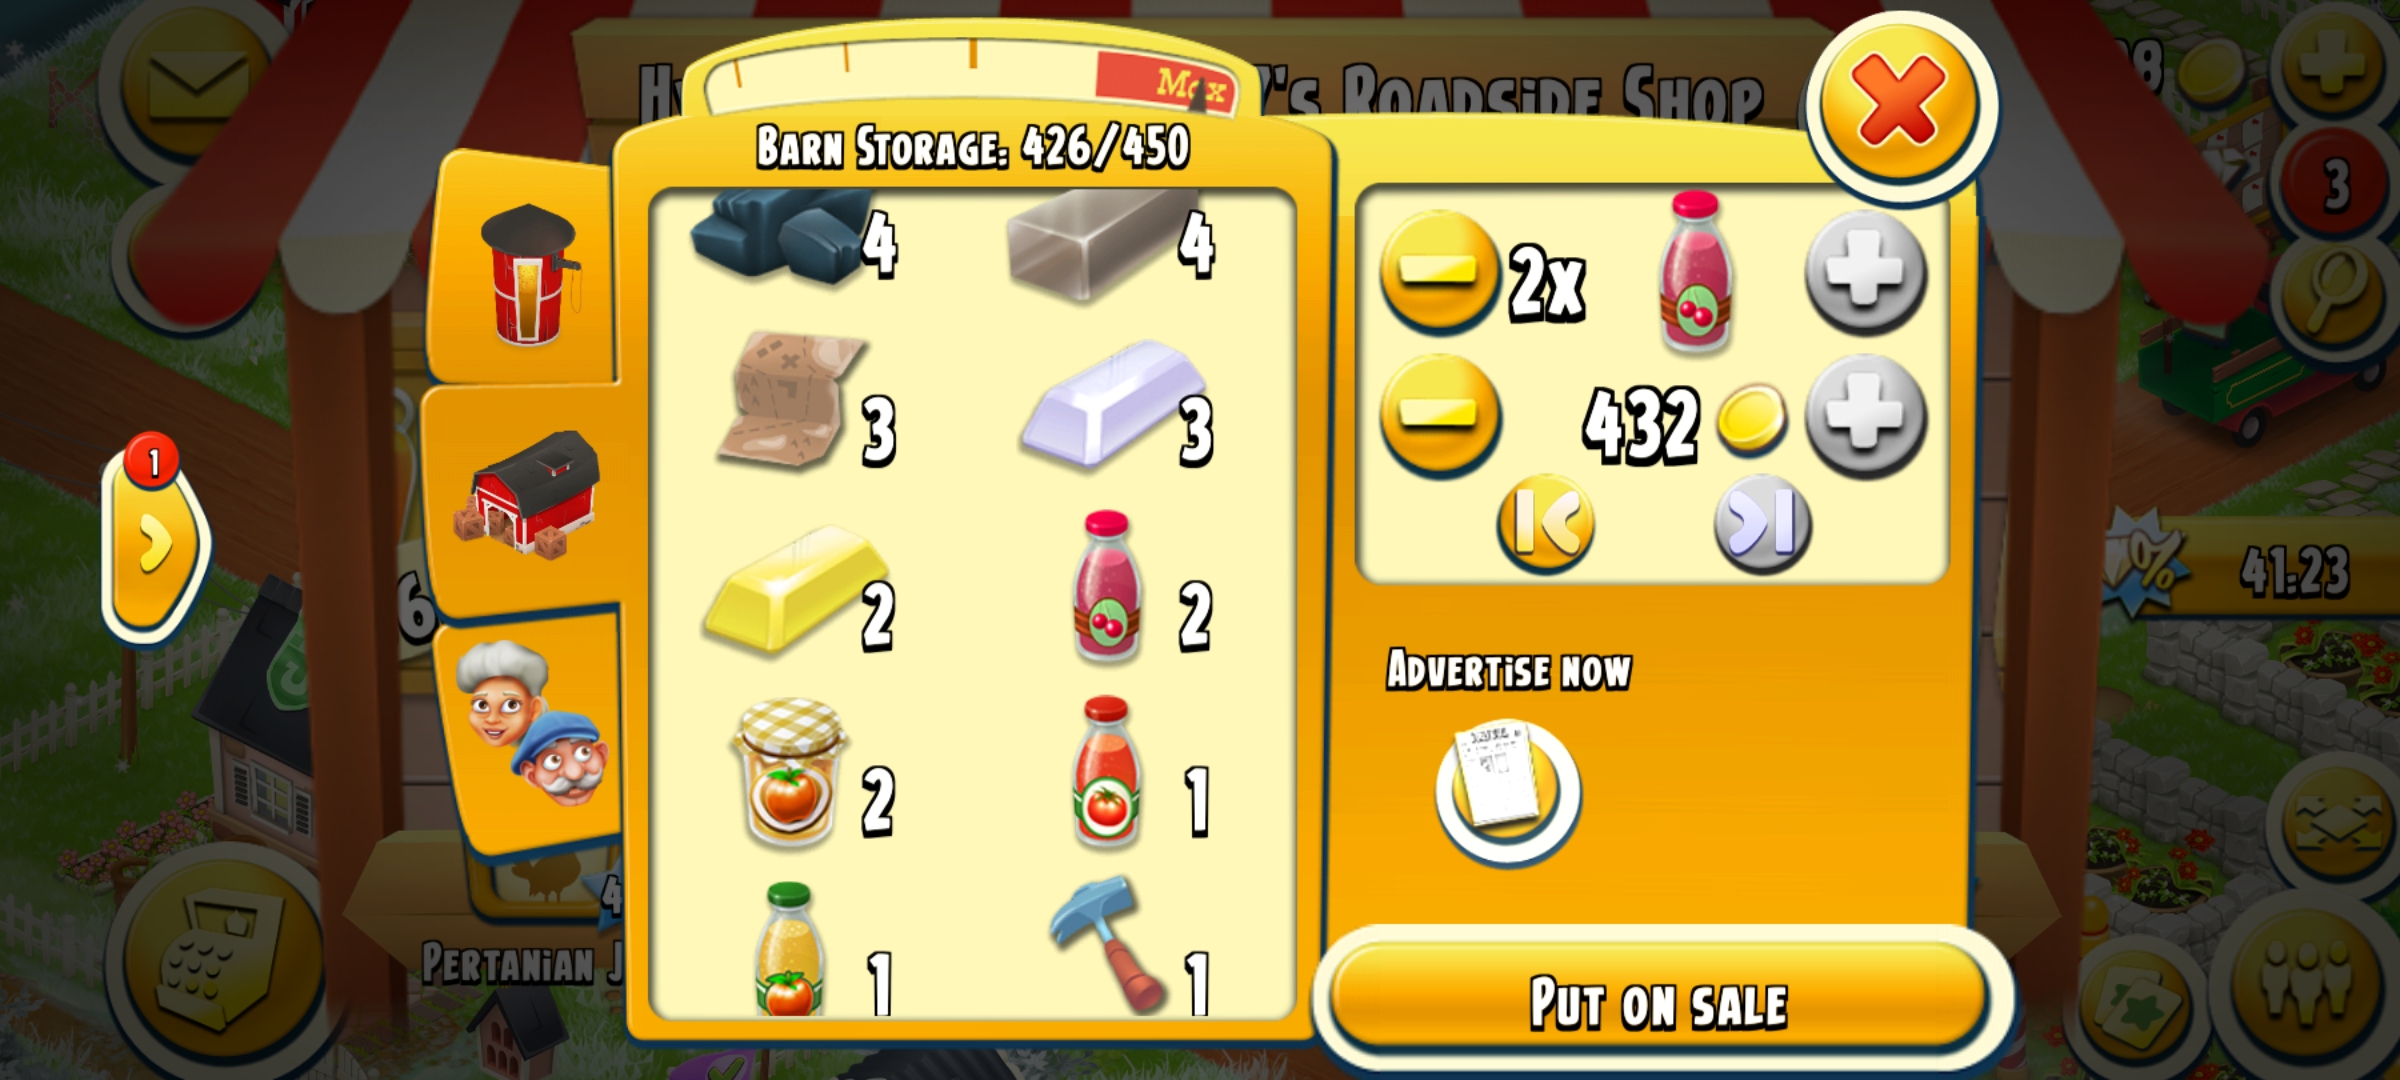 'S ROADSIDE SHOP
Max
BARN STORAGE: 426/450
4
4
3
3
2
2
2
1
1
1
2x
432
ADVERTISE NOW
PUT ON SALE
1
3
41:23
PERTANIAN